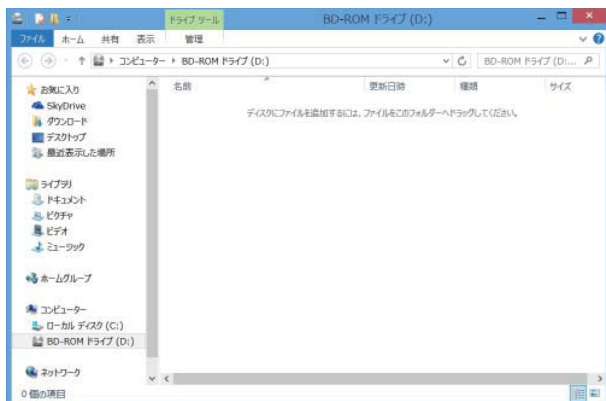 ドライブ ツール
BD-ROM ドライブ (D:)
ファイル ホーム 共有 表示 管理
コンピューター BD-ROM ドライブ (D:)
BD-ROM ドライブ (D:...
お気に入り
SkyDrive
ダウンロード
デスクトップ
最近表示した場所
ライブラリ
ドキュメント
ピクチャ
ビデオ
ミュージック
ホームグループ
コンピューター
ローカル ディスク (C:)
BD-ROM ドライブ (D:)
ネットワーク
名前 更新日時 種類 サイズ
ディスクにファイルを追加するには、ファイルをこのフォルダーへドラッグしてください。
0 個の項目